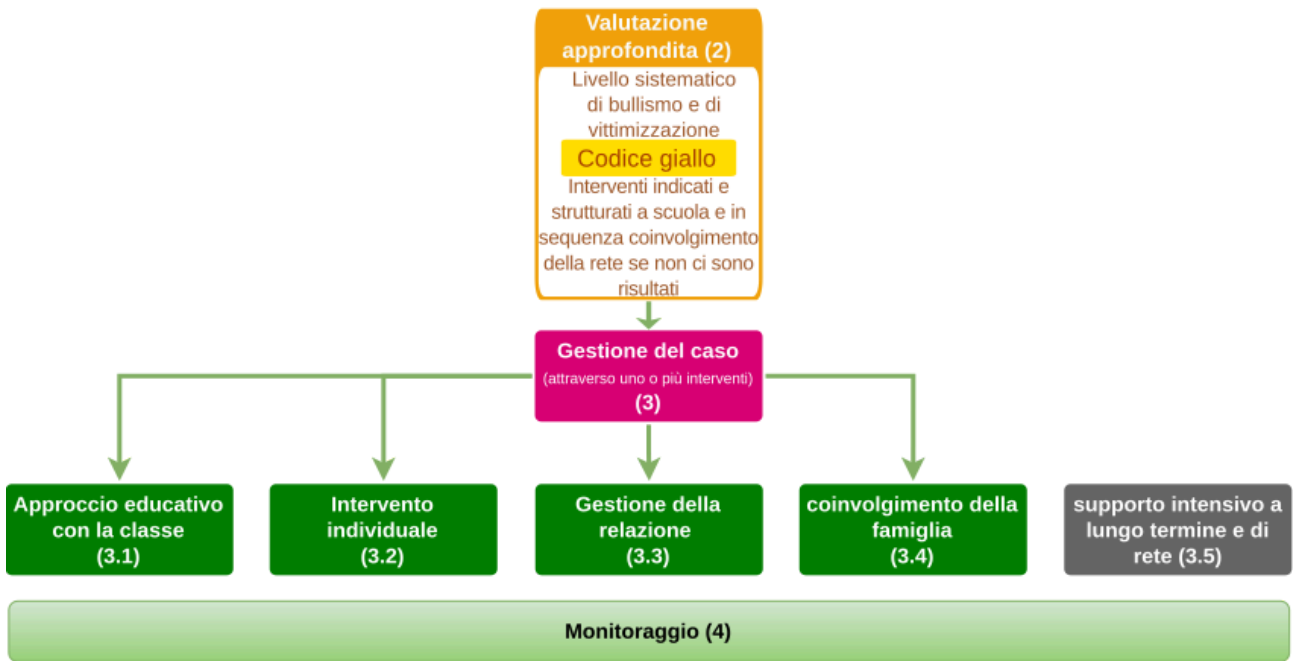 Valutazione
approfondita (2)
Livello sistematico
di bullismo e di
vittimizzazione
Codice giallo
Interventi indicati e
strutturati a scuola e in
sequenza coinvolgimento
della rete se non ci sono
risultati
Gestione del caso
(attraverso uno o più interventi)
(3)
Approccio educativo
con la classe
(3.1)
Intervento
individuale
(3.2)
Gestione della
relazione
(3.3)
coinvolgimento della
famiglia
(3.4)
supporto intensivo a
lungo termine e di
rete (3.5)
Monitoraggio (4)